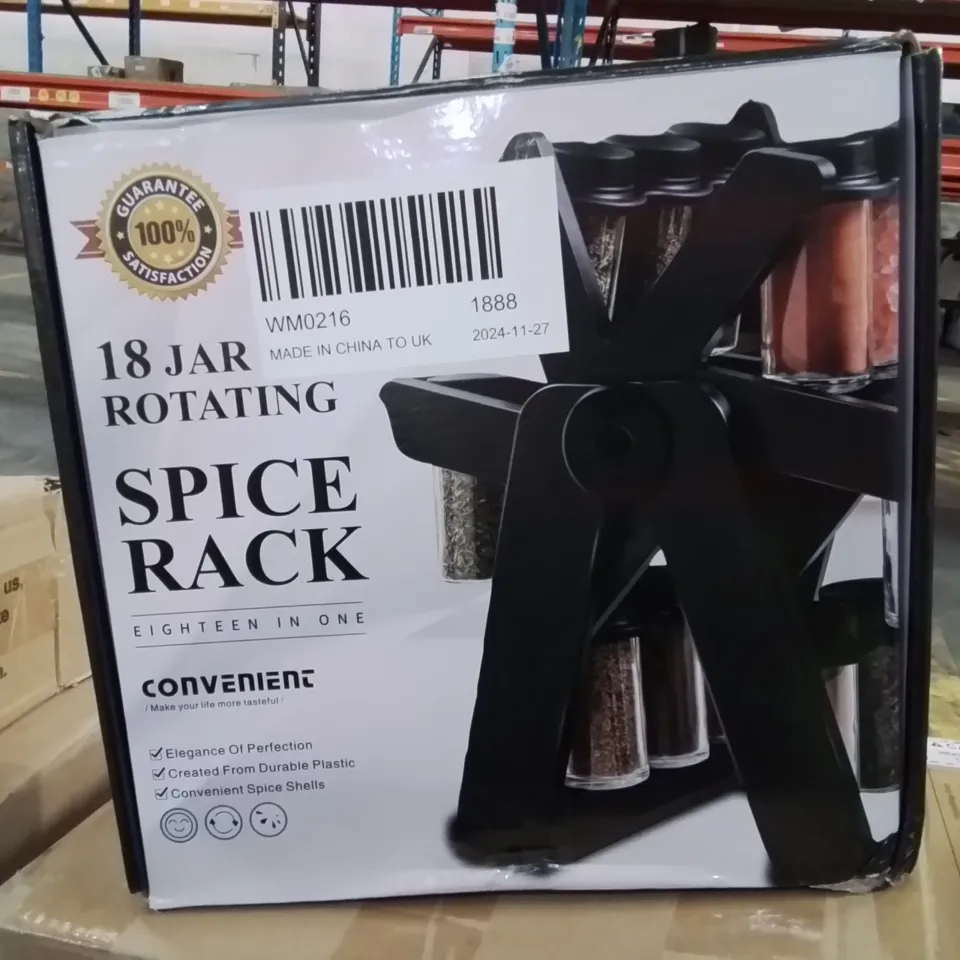 GUARANTEE
100%
SATISFACTION
WM0216
1888
MADE IN CHINA TO UK
2024-11-27
18 JAR
ROTATING
SPICE
RACK
EIGHTEEN IN ONE
CONVENIENT
/ Make your life more tasteful /
Elegance Of Perfection
Created From Durable Plastic
Convenient Spice Shells
us,